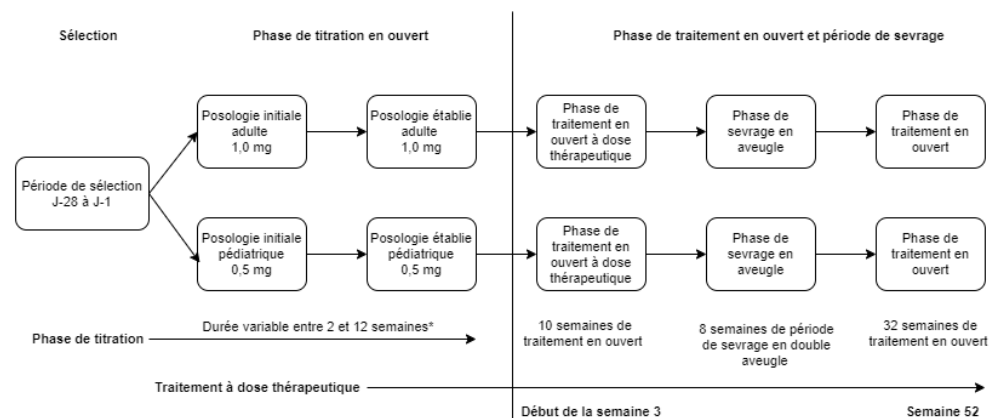 Sélection
Phase de titration en ouvert
Phase de traitement en ouvert et période de sevrage
Posologie initiale
adulte
1,0 mg
Posologie établie
adulte
1,0 mg
Phase de
traitement en
ouvert à dose
thérapeutique
Phase de
sevrage en
aveugle
Phase de
traitement en
ouvert
Période de sélection
J-28 à J-1
Posologie initiale
pédiatrique
0,5 mg
Posologie établie
pédiatrique
0,5 mg
Phase de
traitement en
ouvert à dose
thérapeutique
Phase de
sevrage en
aveugle
Phase de
traitement en
ouvert
Phase de titration
Durée variable entre 2 et 12 semaines*
10 semaines de
traitement en ouvert
8 semaines de période
de sevrage en double
aveugle
32 semaines de
traitement en ouvert
Traitement à dose thérapeutique
Début de la semaine 3
Semaine 52